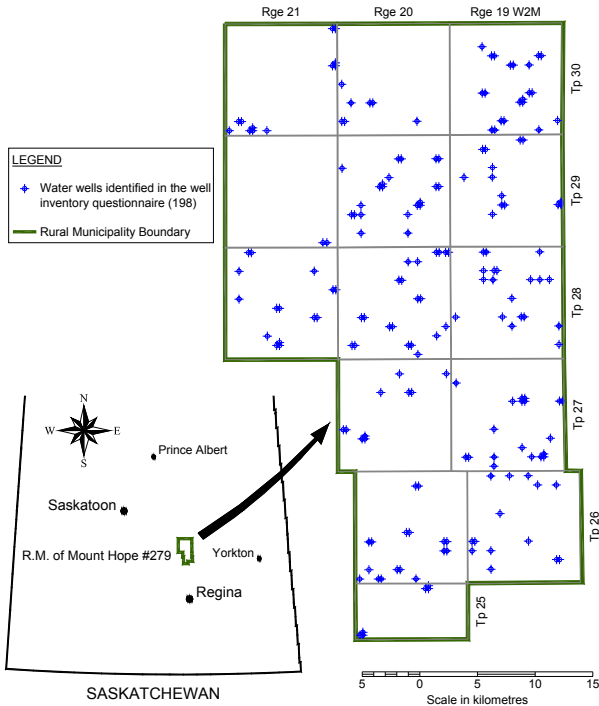 Rge 21
Rge 20
Rge 19 W2M
Tp 30
Tp 29
Tp 28
Tp 27
Tp 26
Tp 25
LEGEND
Water wells identified in the well
inventory questionnaire (198)
Rural Municipality Boundary
N
W
E
S
Prince Albert
Saskatoon
R.M. of Mount Hope #279
Yorkton
Regina
SASKATCHEWAN
5 0 5 10 15
Scale in kilometres